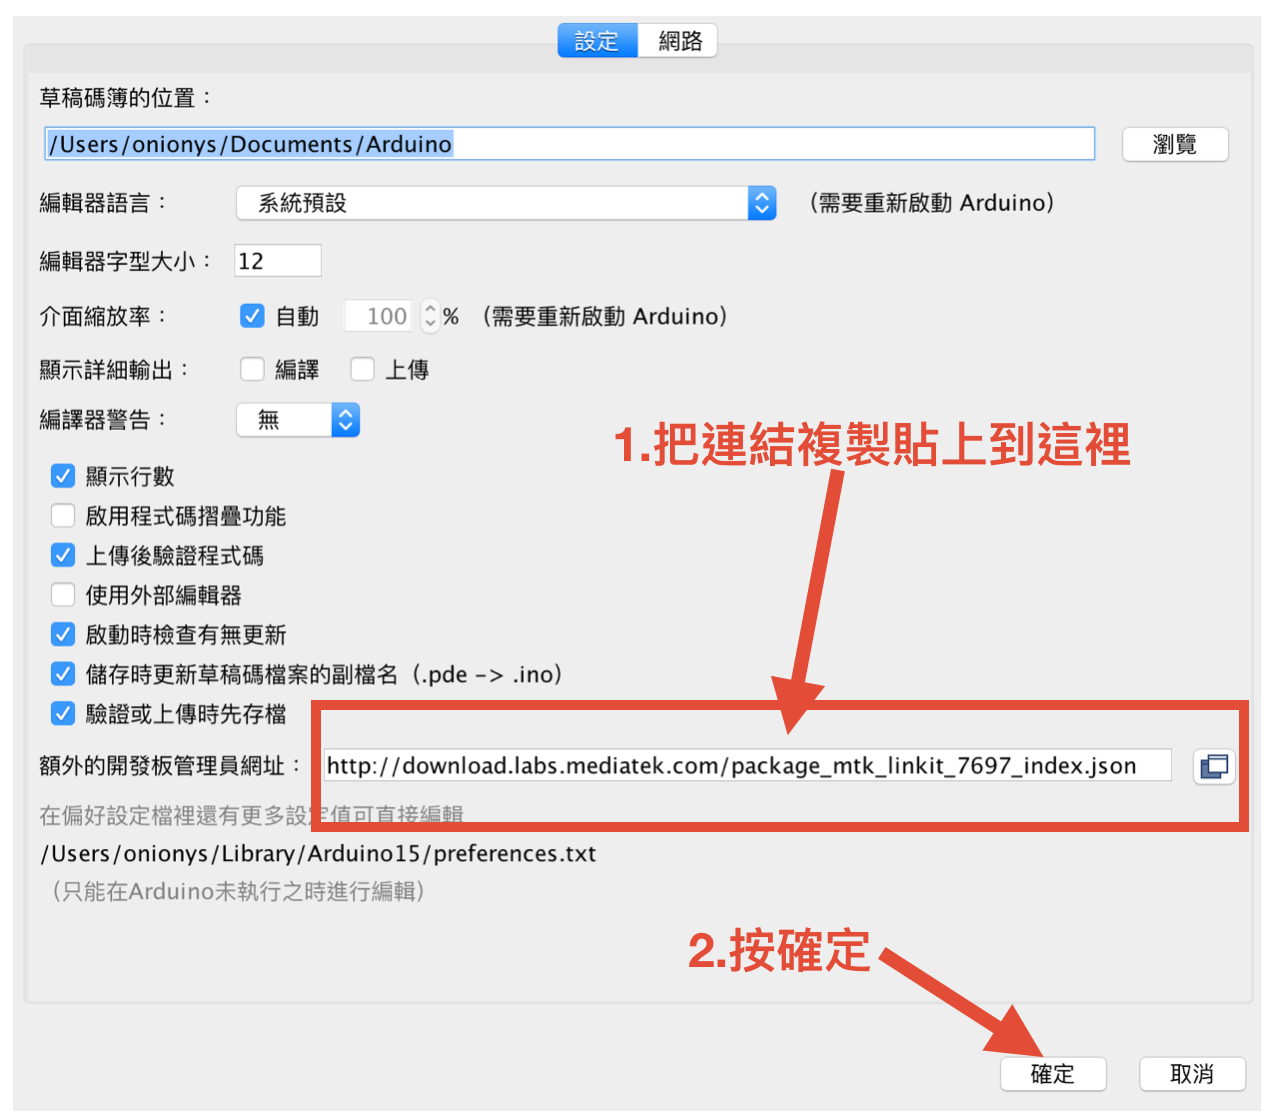 設定 網路
草稿碼簿的位置：
/Users/onionys/Documents/Arduino 瀏覽
編輯器語言： 系統預設 （需要重新啟動 Arduino）
編輯器字型大小： 12
介面縮放率： 自動 100 % （需要重新啟動 Arduino）
顯示詳細輸出： 編譯 上傳
編譯器警告： 無
1.把連結複製貼上到這裡
顯示行數
啟用程式碼摺疊功能
上傳後驗證程式碼
使用外部編輯器
啟動時檢查有無更新
儲存時更新草稿碼檔案的副檔名（.pde -> .ino）
驗證或上傳時先存檔
額外的開發板管理員網址： http://download.labs.mediatek.com/package_mtk_linkit_7697_index.json
在偏好設定檔裡還有更多設定值可直接編輯
/Users/onionys/Library/Arduino15/preferences.txt
（只能在Arduino未執行之時進行編輯）
2.按確定
確定 取消